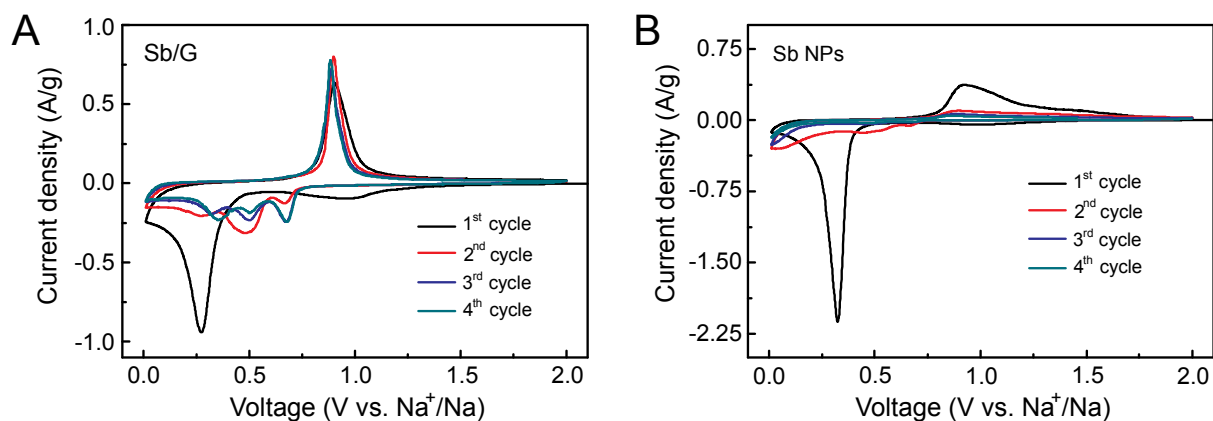 A
Sb/G
1.0
0.5
0.0
-0.5
-1.0
Current density (A/g)
1st cycle
2nd cycle
3rd cycle
4th cycle
0.0 0.5 1.0 1.5 2.0
Voltage (V vs. Na+/Na)
B
Sb NPs
0.75
0.00
-0.75
-1.50
-2.25
Current density (A/g)
1st cycle
2nd cycle
3rd cycle
4th cycle
0.0 0.5 1.0 1.5 2.0
Voltage (V vs. Na+/Na)